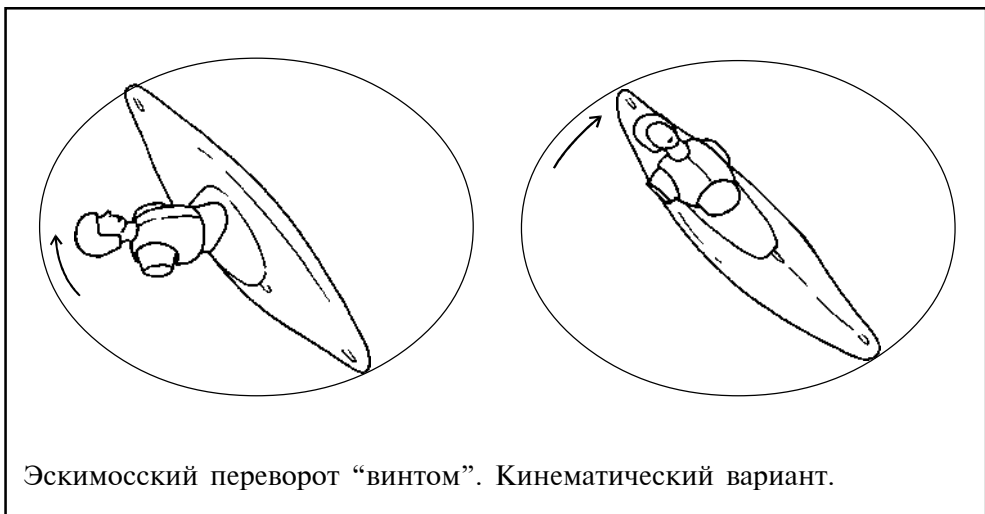 Эскимосский переворот “винтом”. Кинематический вариант.